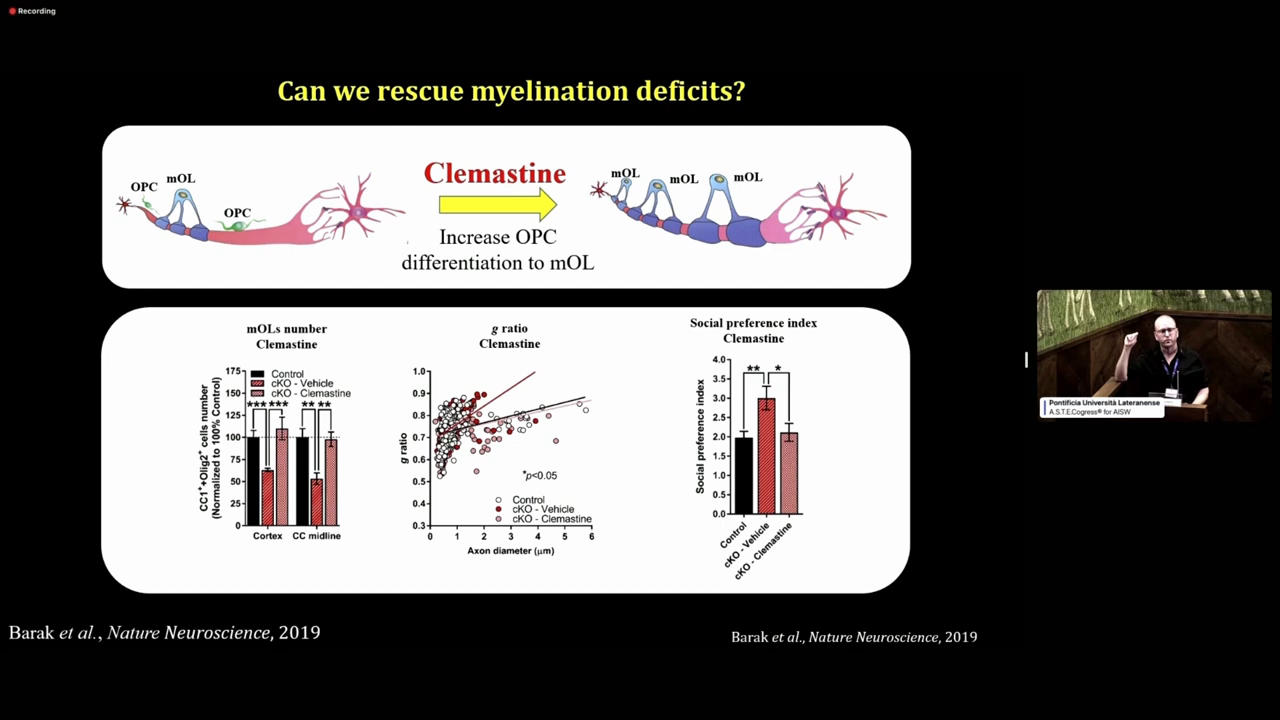 Recording
Can we rescue myelination deficits?
OPC
mOL
OPC
Clemastine
Increase OPC
differentiation to mOL
mOL
mOL
mOL
mOLs number
Clemastine
CC1⁺+Olig2⁺ cells number
(Normalized to 100% Control)
175
150
125
100
75
50
25
0
Control
cKO - Vehicle
cKO - Clemastine
*** ***
** **
Cortex
CC midline
g ratio
Clemastine
g ratio
1.0
0.9
0.8
0.7
0.6
0.5
0.4
0.3
*p<0.05
Control
cKO - Vehicle
cKO - Clemastine
0 1 2 3 4 5 6
Axon diameter (μm)
Social preference index
Clemastine
Social preference index
4.0
3.5
3.0
2.5
2.0
1.5
1.0
0.5
0.0
** *
Control
cKO - Vehicle
cKO - Clemastine
Pontificia Università Lateranense
A.S.T.E.Cogress® for AISW
Barak et al., Nature Neuroscience, 2019
Barak et al., Nature Neuroscience, 2019